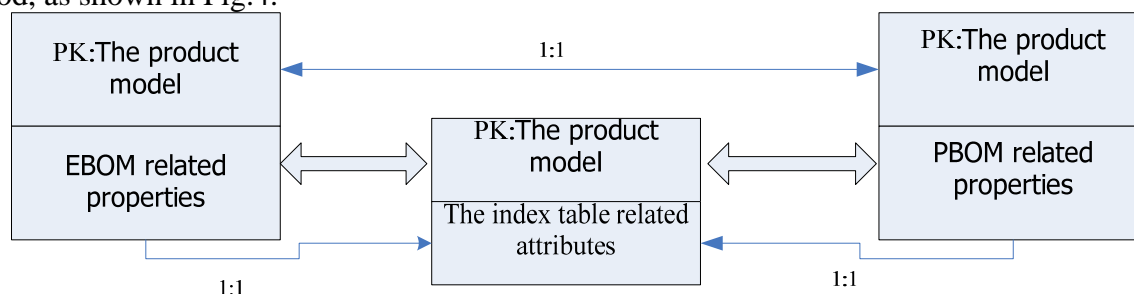 od, as shown in Fig.4.
PK:The product
model
EBOM related
properties
1:1
PK:The product
model
The index table related
attributes
PK:The product
model
PBOM related
properties
1:1
1:1